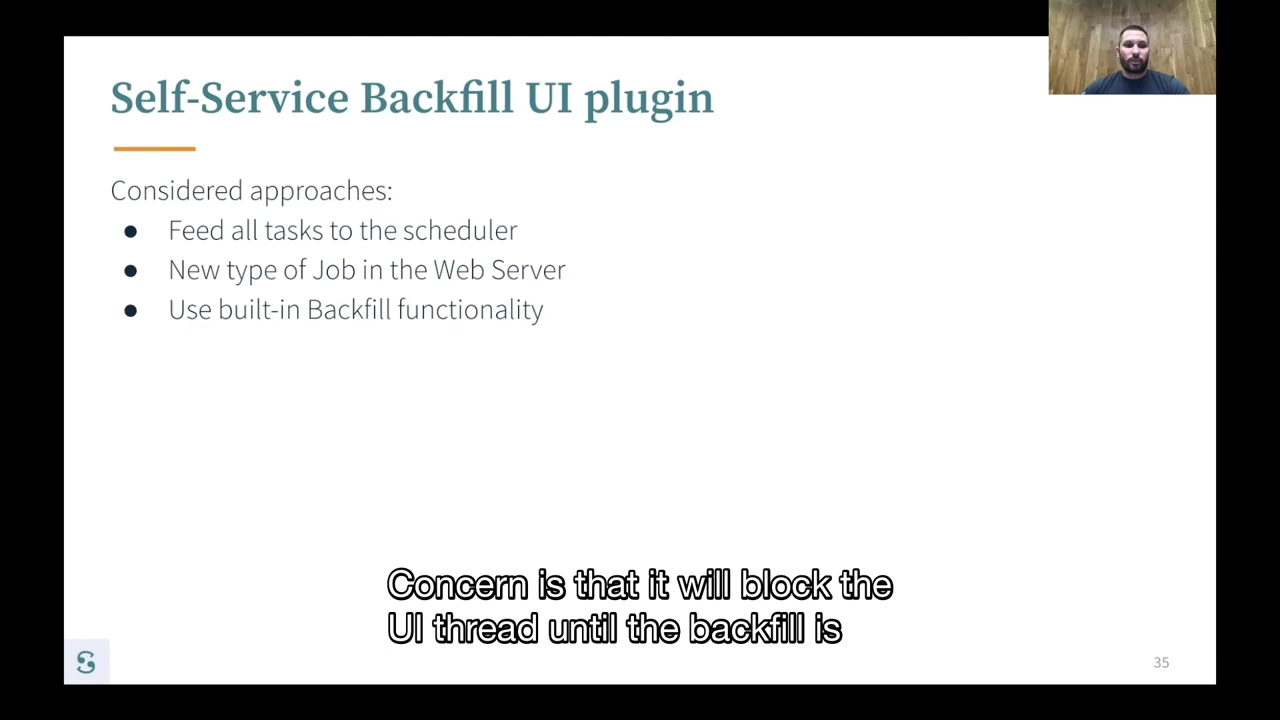 Self-Service Backfill UI plugin
Considered approaches:
● Feed all tasks to the scheduler
● New type of Job in the Web Server
● Use built-in Backfill functionality
Concern is that it will block the
UI thread until the backfill is
35